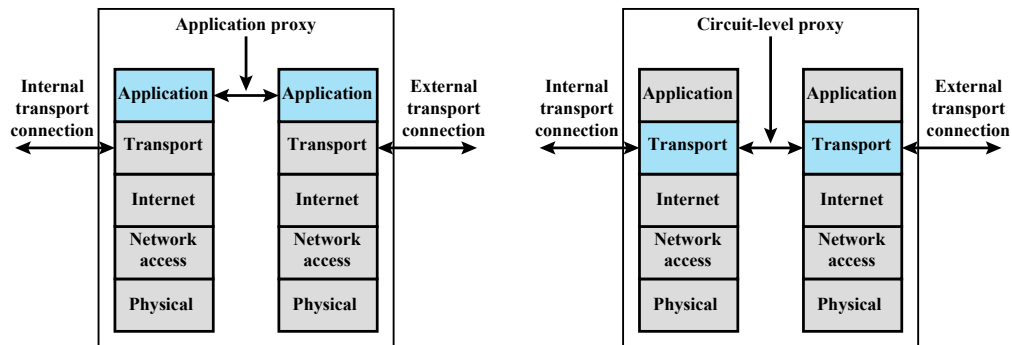 Application proxy
Internal
transport
connection
Application
Application
External
transport
connection
Transport
Transport
Internet
Internet
Network
access
Network
access
Physical
Physical
Circuit-level proxy
Internal
transport
connection
Application
Application
External
transport
connection
Transport
Transport
Internet
Internet
Network
access
Network
access
Physical
Physical